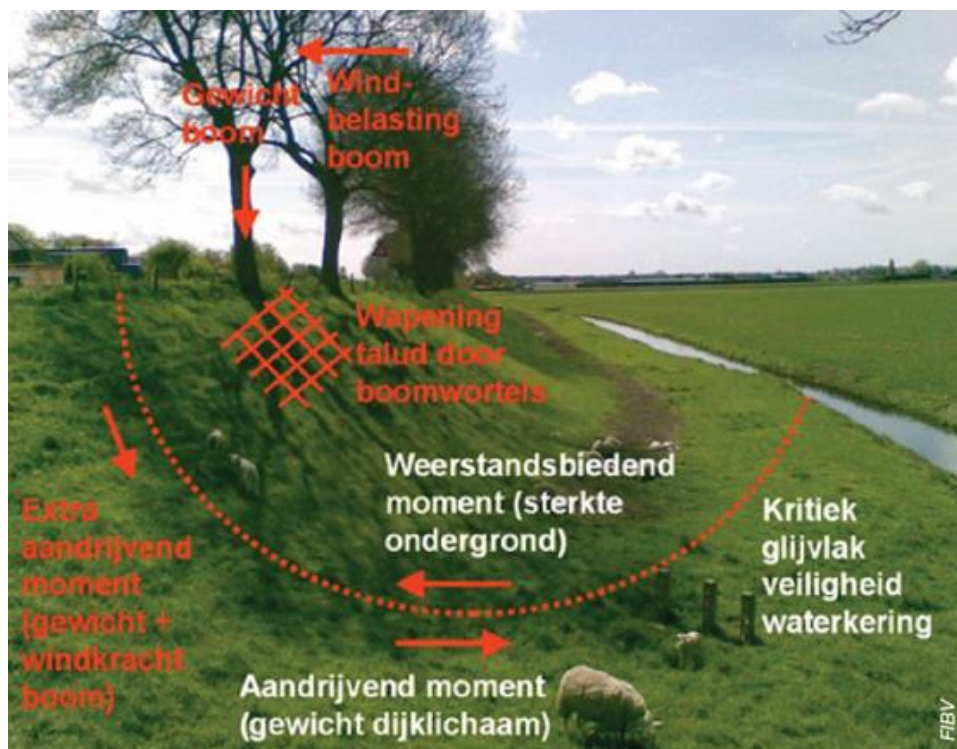 Gewicht
boom
Wind-
belasting
boom
Wapening
talud door
boomwortels
Weerstandsbiedend
moment (sterkte
ondergrond)
Kritiek
glijvlak
veiligheid
waterkering
Extra
aandrijvend
moment
(gewicht +
windkracht
boom)
Aandrijvend moment
(gewicht dijklichaam)
FIBV